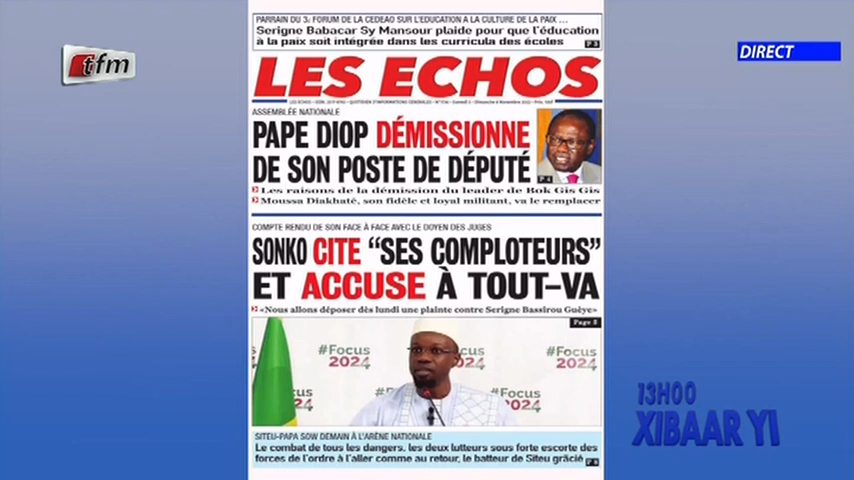 PARRAIN DU 3e FORUM DE LA CEDEAO SUR L'EDUCATION A LA CULTURE DE LA PAIX ...
Serigne Babacar Sy Mansour plaide pour que l'éducation
à la paix soit intégrée dans les curricula des écoles
P 3
tfm
DIRECT
LES ECHOS
QUOTIDIEN D'INFORMATIONS GENERALES
ASSEMBLÉE NATIONALE
PAPE DIOP DÉMISSIONNE
DE SON POSTE DE DÉPUTÉ
P 4
Les raisons de la démission du leader de Bok Gis Gis
Moussa Diakhaté, son fidèle et loyal militant, va le remplacer
COMPTE RENDU DE SON FACE À FACE AVEC LE DOYEN DES JUGES
SONKO CITE “SES COMPLOTEURS”
ET ACCUSE À TOUT-VA
«Nous allons déposer dès lundi une plainte contre Serigne Bassirou Guèye»
#Focus
2024
#Focus
2024
Focus
2024
SITEU-PAPA SOW DEMAIN À L'ARÈNE NATIONALE
Le combat de tous les dangers, les deux lutteurs sous forte escorte des
forces de l'ordre à l'aller comme au retour, le batteur de Siteu grâcié
13H00
XIBAAR YI